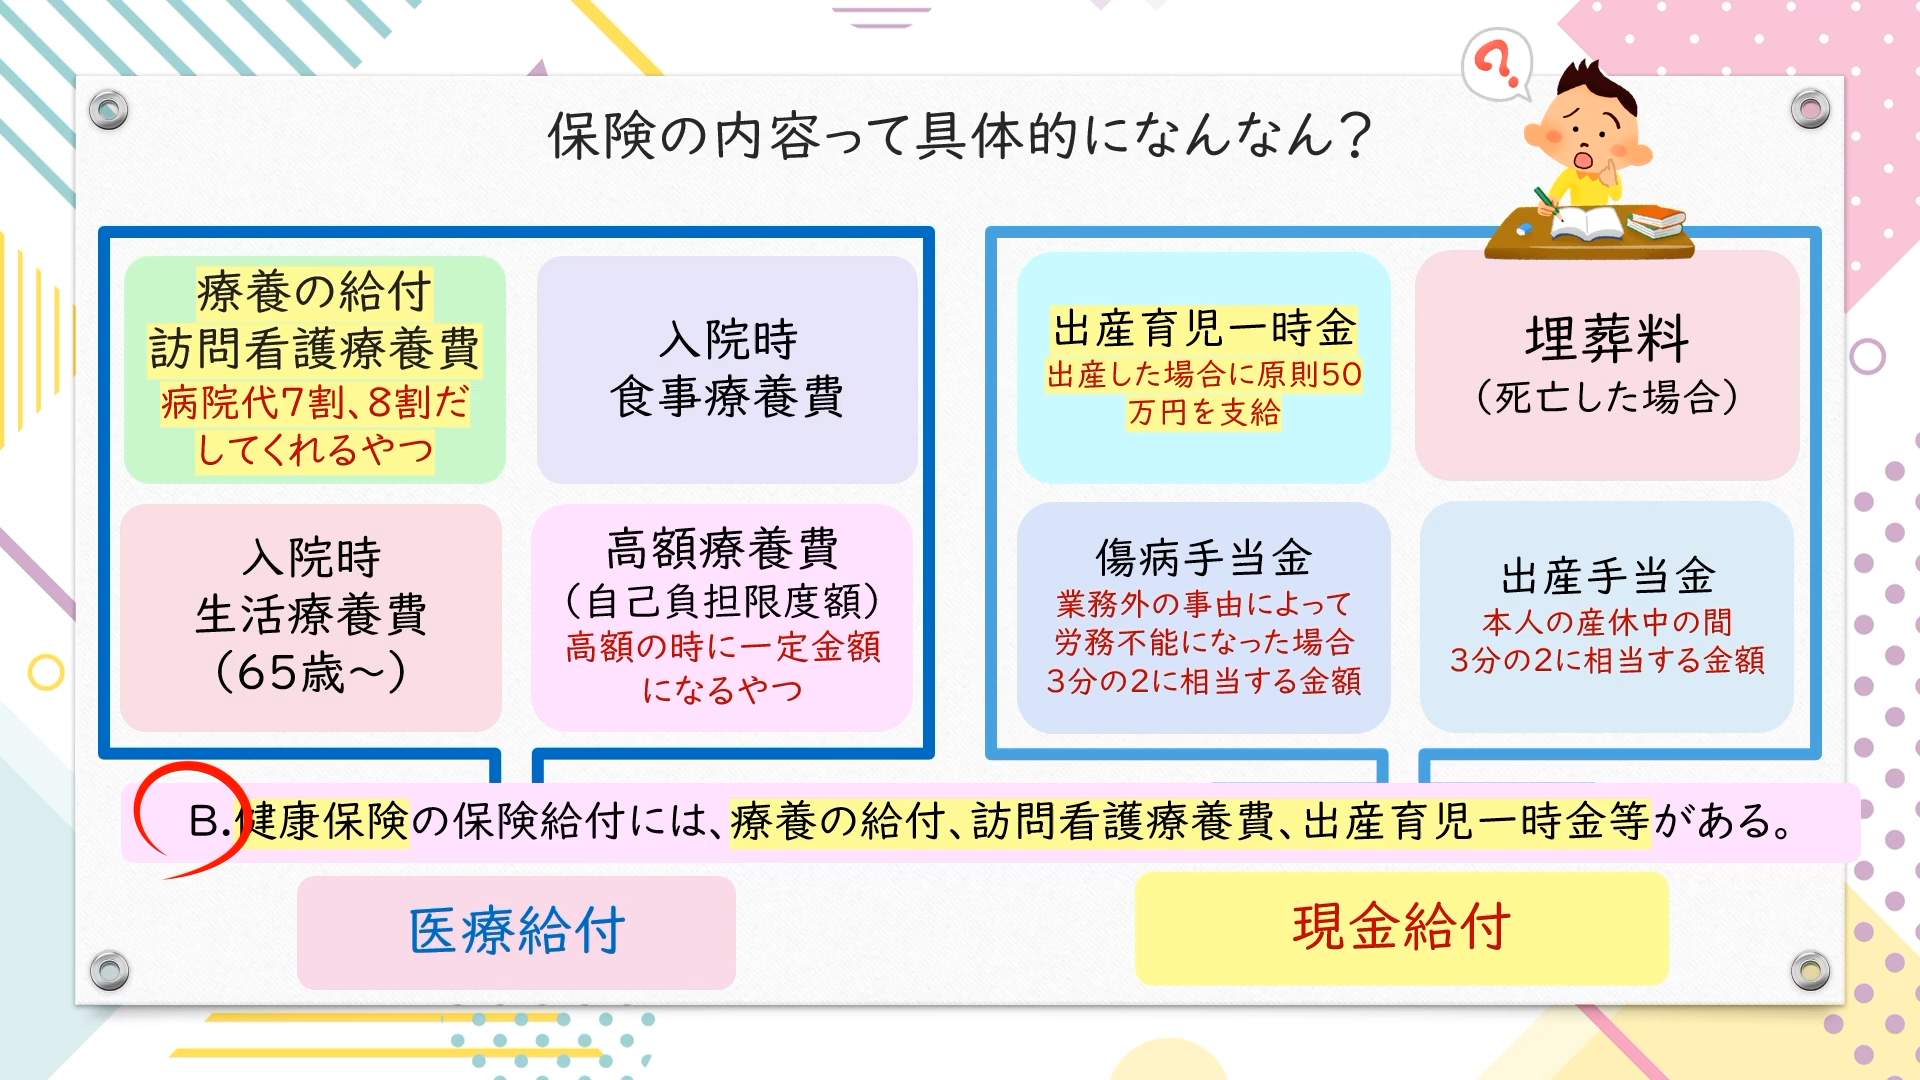 保険の内容って具体的になんなん？
?
療養の給付
訪問看護療養費
病院代7割、8割だ
してくれるやつ
入院時
食事療養費
入院時
生活療養費
（65歳～）
高額療養費
（自己負担限度額）
高額の時に一定金額
になるやつ
出産育児一時金
出産した場合に原則50
万円を支給
埋葬料
（死亡した場合）
傷病手当金
業務外の事由によって
労務不能になった場合
3分の2に相当する金額
出産手当金
本人の産休中の間
3分の2に相当する金額
B.健康保険の保険給付には、療養の給付、訪問看護療養費、出産育児一時金等がある。
医療給付
現金給付